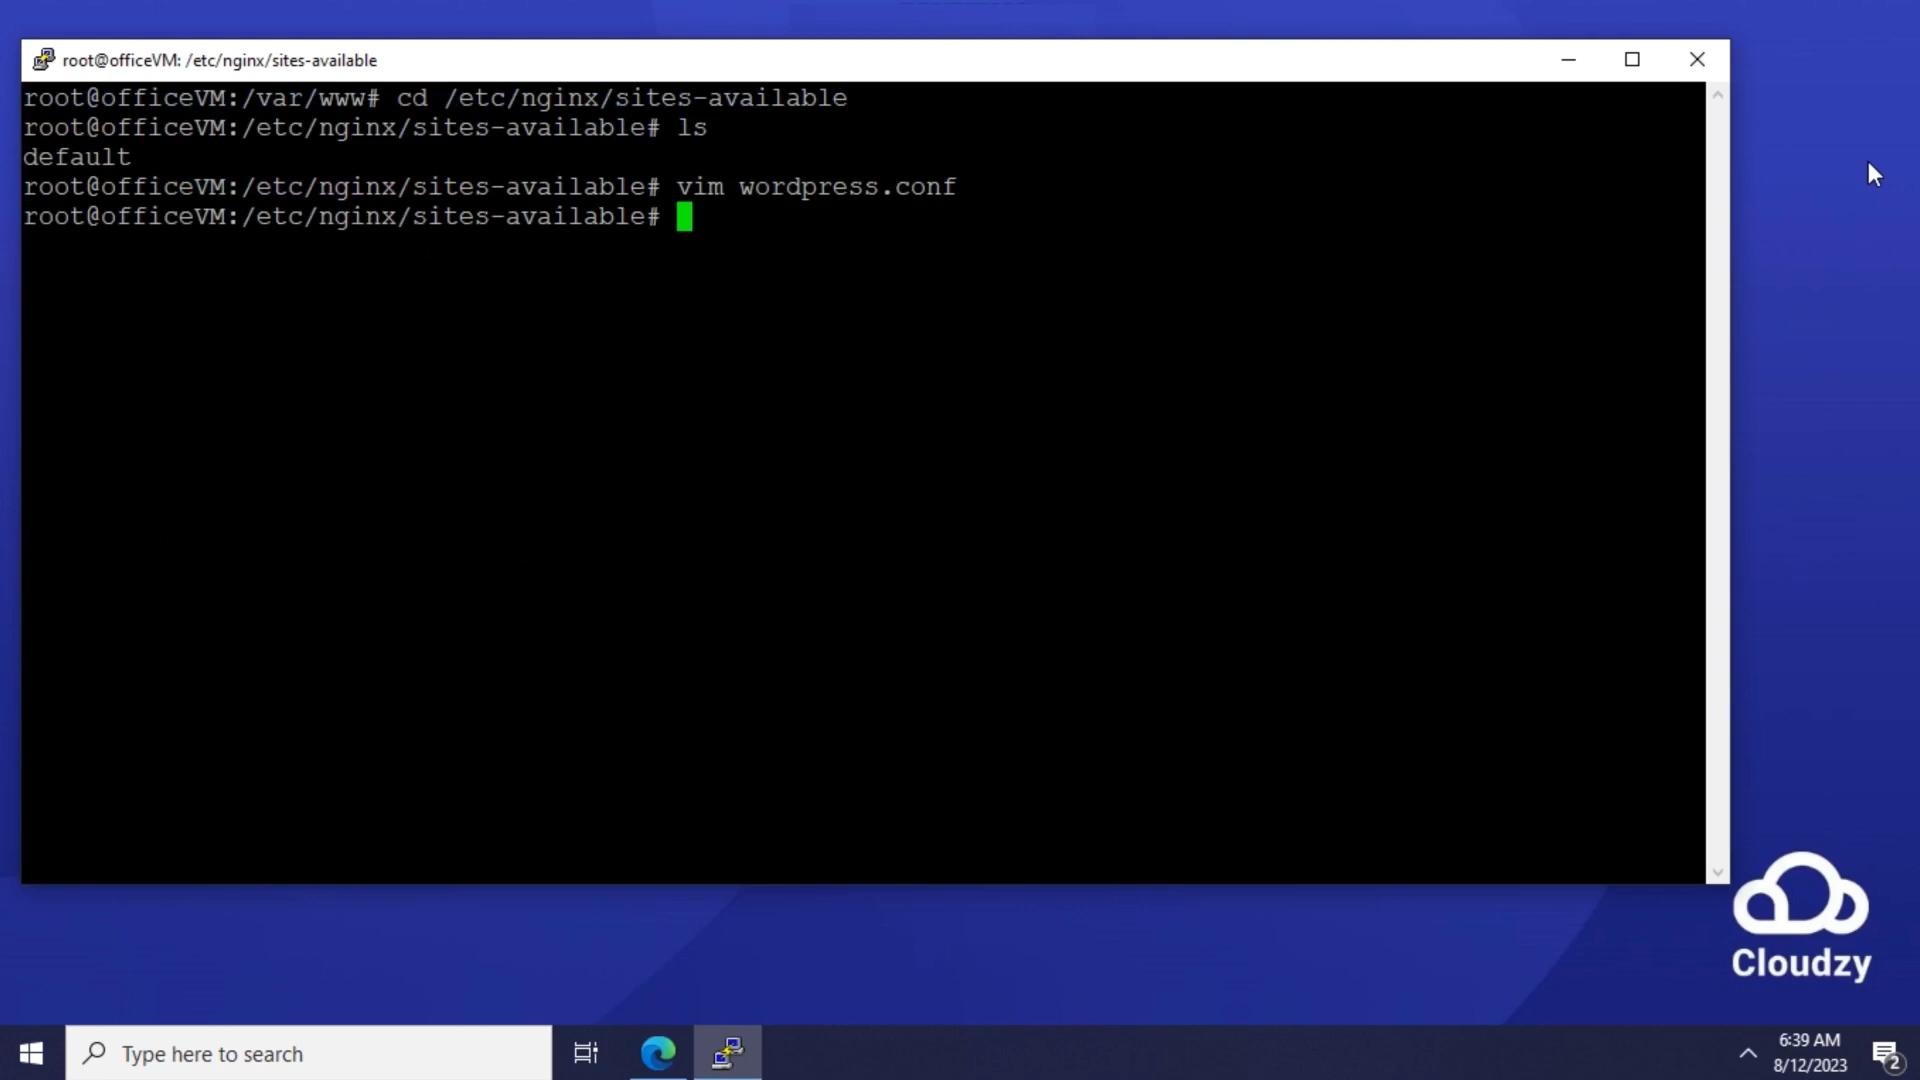 root@officeVM: /etc/nginx/sites-available
root@officeVM:/var/www# cd /etc/nginx/sites-available
root@officeVM:/etc/nginx/sites-available# ls
default
root@officeVM:/etc/nginx/sites-available# vim wordpress.conf
root@officeVM:/etc/nginx/sites-available#
Cloudzy
Type here to search
6:39 AM
8/12/2023
2